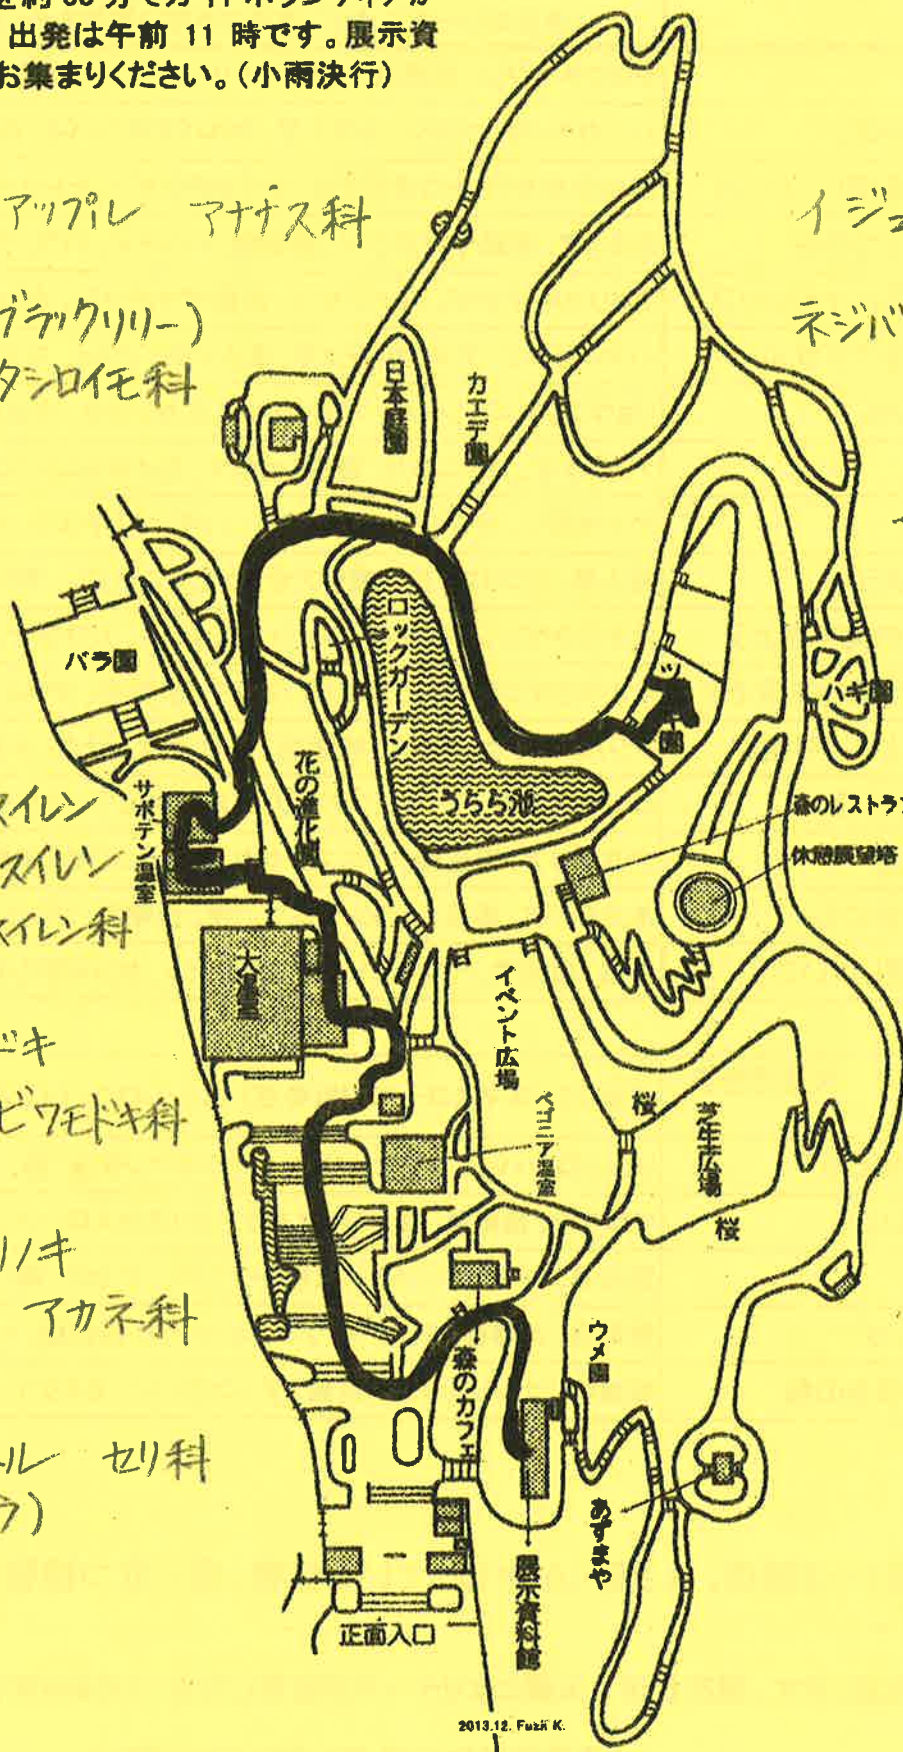 出発は午前 11 時です。展示資
お集まりください。(小雨決行)
アップル アナナス科
イジュ
(ブラックリリー)
タシロイモ科
ネジバ
日本庭園
カエデ園
バラ園
ロックガーデン
ハギ園
花の進化園
うらら池
サボテン温室
スイレン
スイレン
スイレン科
森のレストラン
休憩展望塔
大温室
イベント広場
ベゴニア温室
桜
芝生広場
桜
ドキ
ビワモドキ科
リノキ
アカネ科
森のカフェ
ウメ園
あずまや
ール セリ科
ウ)
展示資料館
正面入口
2013.12. Fuzii K.